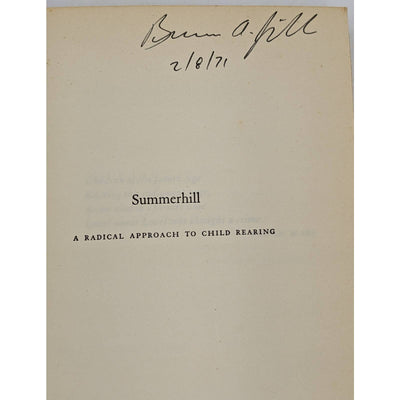 2/8/71
Summerhill
A RADICAL APPROACH TO CHILD REARING